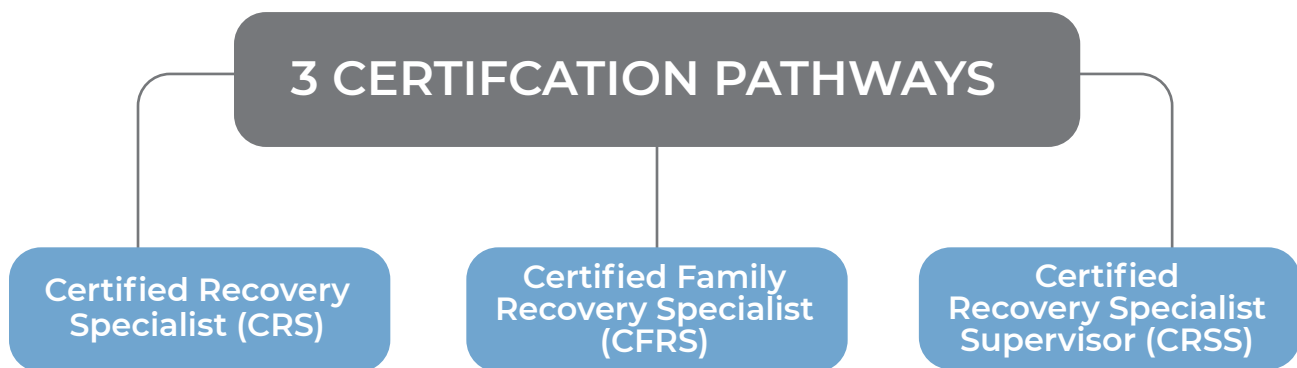 3 CERTIFCATION PATHWAYS
Certified Recovery
Specialist (CRS)
Certified Family
Recovery Specialist
(CFRS)
Certified
Recovery Specialist
Supervisor (CRSS)